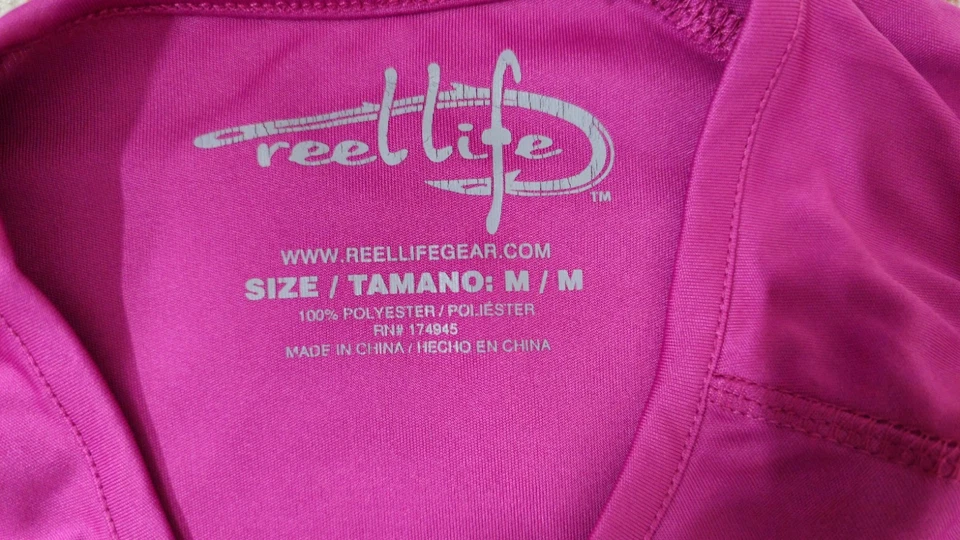 reel life
TM
WWW.REELLIFEGEAR.COM
SIZE / TAMANO: M / M
100% POLYESTER / POLIÉSTER
RN# 174945
MADE IN CHINA / HECHO EN CHINA